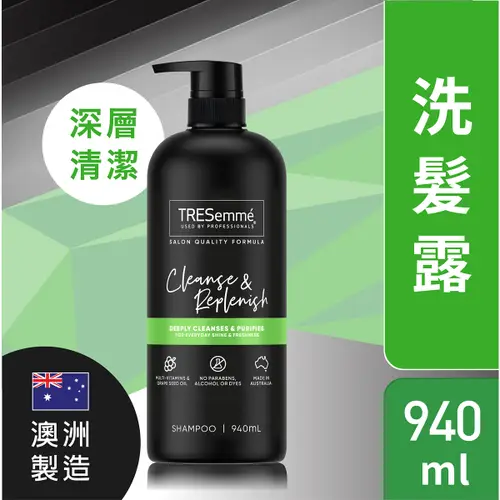 深層
清潔
洗髮露
TRESemmé
USED BY PROFESSIONALS
SALON QUALITY FORMULA
Cleanse &
Replenish
DEEPLY CLEANSES & PURIFIES
FOR EVERYDAY SHINE & FRESHNESS
MULTI-VITAMINS &
GRAPE SEED OIL
NO PARABENS,
ALCOHOL OR DYES
MADE IN
AUSTRALIA
SHAMPOO | 940mL
澳洲
製造
940
ml